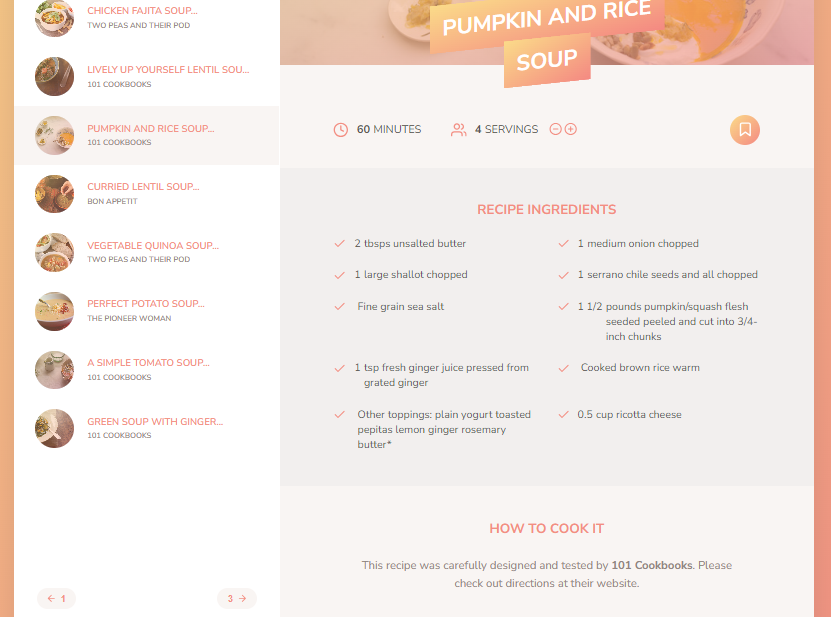 CHICKEN FAJITA SOUP...
TWO PEAS AND THEIR POD
LIVELY UP YOURSELF LENTIL SOU...
101 COOKBOOKS
PUMPKIN AND RICE SOUP...
101 COOKBOOKS
CURRIED LENTIL SOUP...
BON APPETIT
VEGETABLE QUINOA SOUP...
TWO PEAS AND THEIR POD
PERFECT POTATO SOUP...
THE PIONEER WOMAN
A SIMPLE TOMATO SOUP...
101 COOKBOOKS
GREEN SOUP WITH GINGER...
101 COOKBOOKS
← 1
3 →
PUMPKIN AND RICE
SOUP
60 MINUTES
4 SERVINGS
RECIPE INGREDIENTS
2 tbsps unsalted butter
1 medium onion chopped
1 large shallot chopped
1 serrano chile seeds and all chopped
Fine grain sea salt
1 1/2 pounds pumpkin/squash flesh
seeded peeled and cut into 3/4-
inch chunks
1 tsp fresh ginger juice pressed from
grated ginger
Cooked brown rice warm
Other toppings: plain yogurt toasted
pepitas lemon ginger rosemary
butter*
0.5 cup ricotta cheese
HOW TO COOK IT
This recipe was carefully designed and tested by 101 Cookbooks. Please
check out directions at their website.